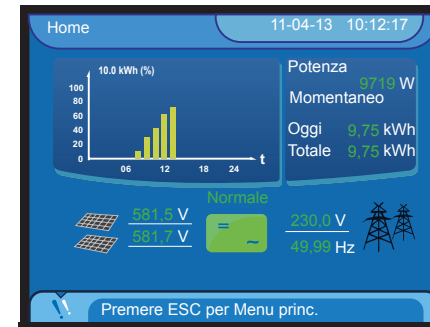 Home
11-04-13 10:12:17
10.0 kWh (%)
100
80
60
40
20
0
06 12 18 24 t
Potenza
9719 W
Momentaneo
Oggi 9,75 kWh
Totale 9,75 kWh
Normale
581,5 V
581,7 V
= ~
230,0 V
49,99 Hz
Premere ESC per Menu princ.